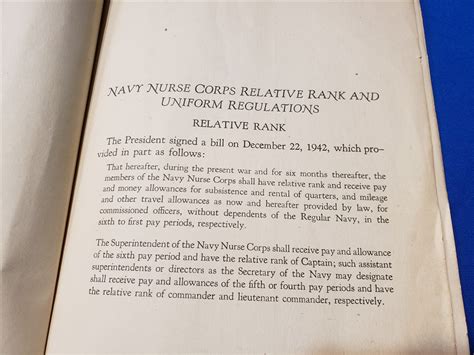 NAVY NURSE CORPS RELATIVE RANK AND
UNIFORM REGULATIONS
RELATIVE RANK
The President signed a bill on December 22, 1942, which pro-
vided in part as follows:
That hereafter, during the present war and for six months thereafter, the
members of the Navy Nurse Corps shall have relative rank and receive pay
and money allowances for subsistence and rental of quarters, and mileage
and other travel allowances as now and hereafter provided by law, for
commissioned officers, without dependents of the Regular Navy, in the
sixth to first pay periods, respectively.
The Superintendent of the Navy Nurse Corps shall receive pay and allowance
of the sixth pay period and have the relative rank of Captain; such assistant
superintendents or directors as the Secretary of the Navy may designate
shall receive pay and allowances of the fifth or fourth pay periods and have
the relative rank of commander and lieutenant commander, respectively.